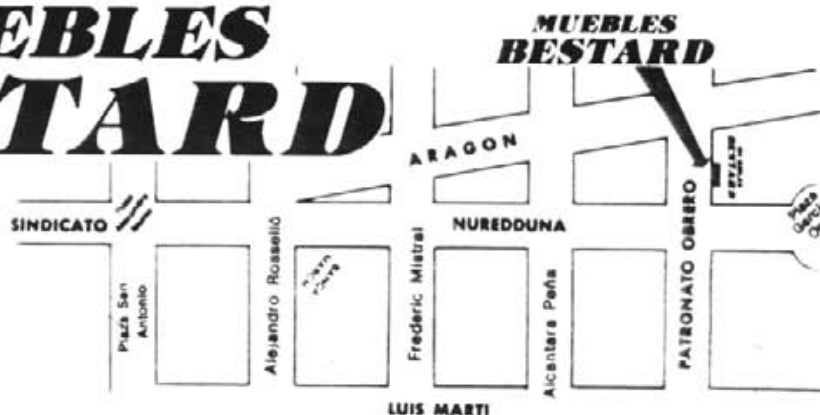 EBLES
TARD
MUEBLES
BESTARD
ARAGON
SINDICATO
NUREDDUNA
Plaza San
Antonio
Alejandro Rosselló
Frederic Mistral
Alcantara Peña
PATRONATO OBRERO
Plaza
LUIS MARTI